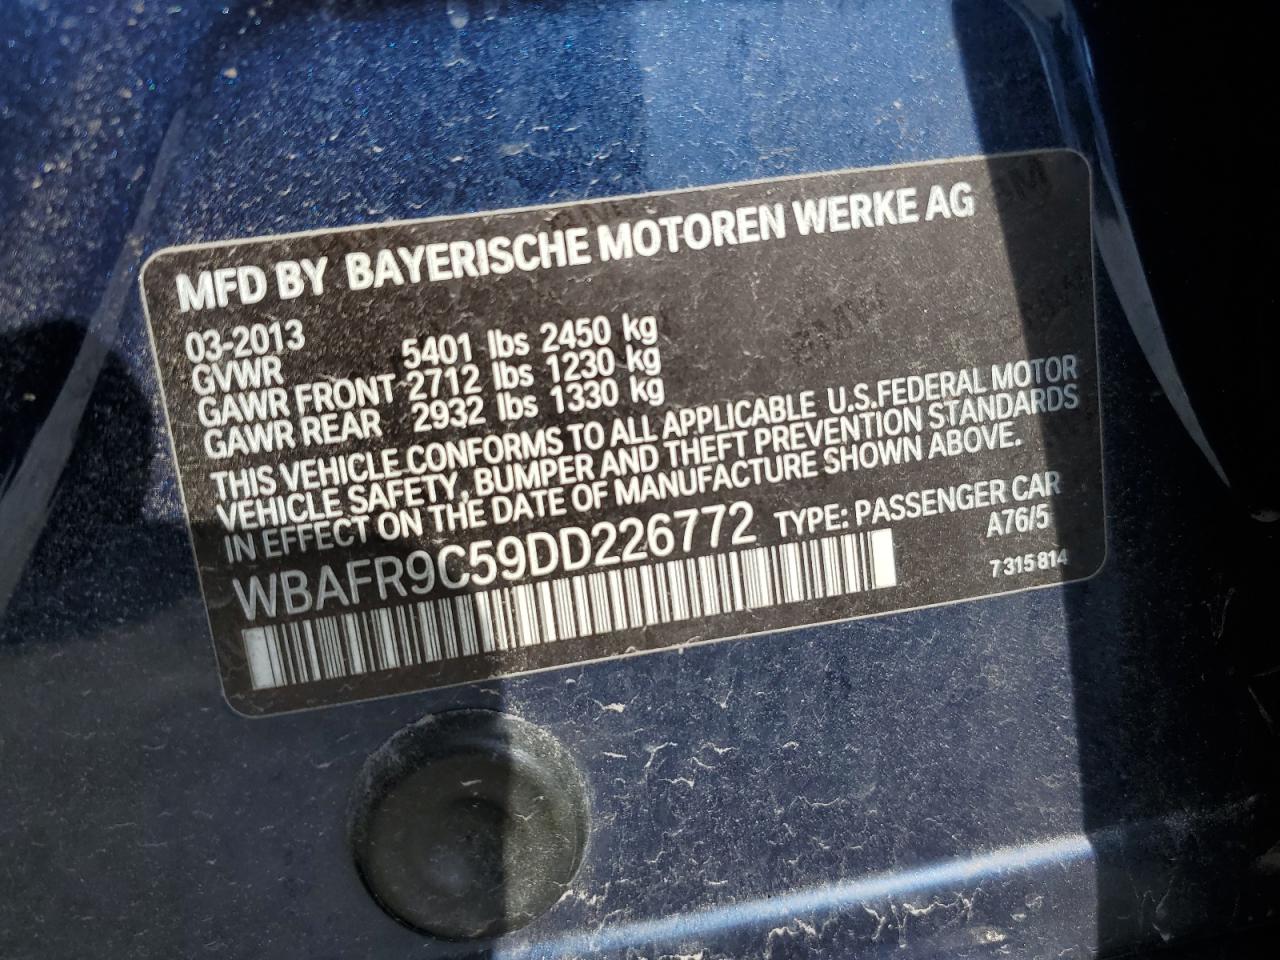 MFD BY BAYERISCHE MOTOREN WERKE AG
03-2013
GVWR 5401 lbs 2450 kg
GAWR FRONT 2712 lbs 1230 kg
GAWR REAR 2932 lbs 1330 kg
THIS VEHICLE CONFORMS TO ALL APPLICABLE U.S.FEDERAL MOTOR
VEHICLE SAFETY, BUMPER AND THEFT PREVENTION STANDARDS
IN EFFECT ON THE DATE OF MANUFACTURE SHOWN ABOVE.
WBAFR9C59DD226772 TYPE: PASSENGER CAR
A76/5
7 315 814